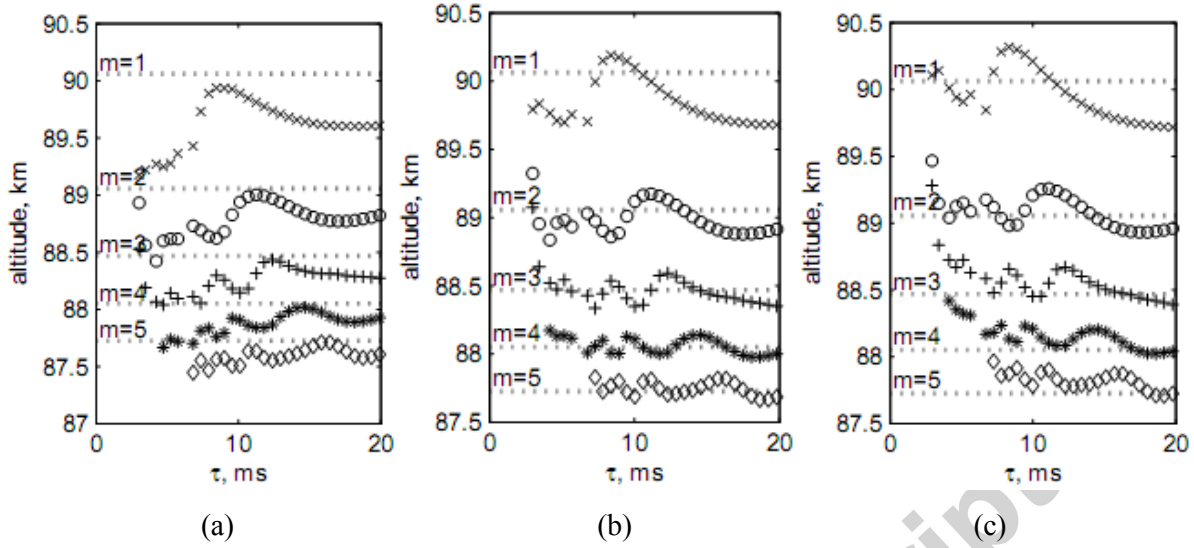 90.5
90
89.5
89
88.5
88
87.5
87
altitude, km
m=1
m=2
m=3
m=4
m=5
0
10
20
τ, ms
(a)
90.5
90
89.5
89
88.5
88
87.5
altitude, km
m=1
m=2
m=3
m=4
m=5
0
10
20
τ, ms
(b)
90.5
90
89.5
89
88.5
88
87.5
altitude, km
m=1
m=2
m=3
m=4
m=5
0
10
20
τ, ms
(c)
ript